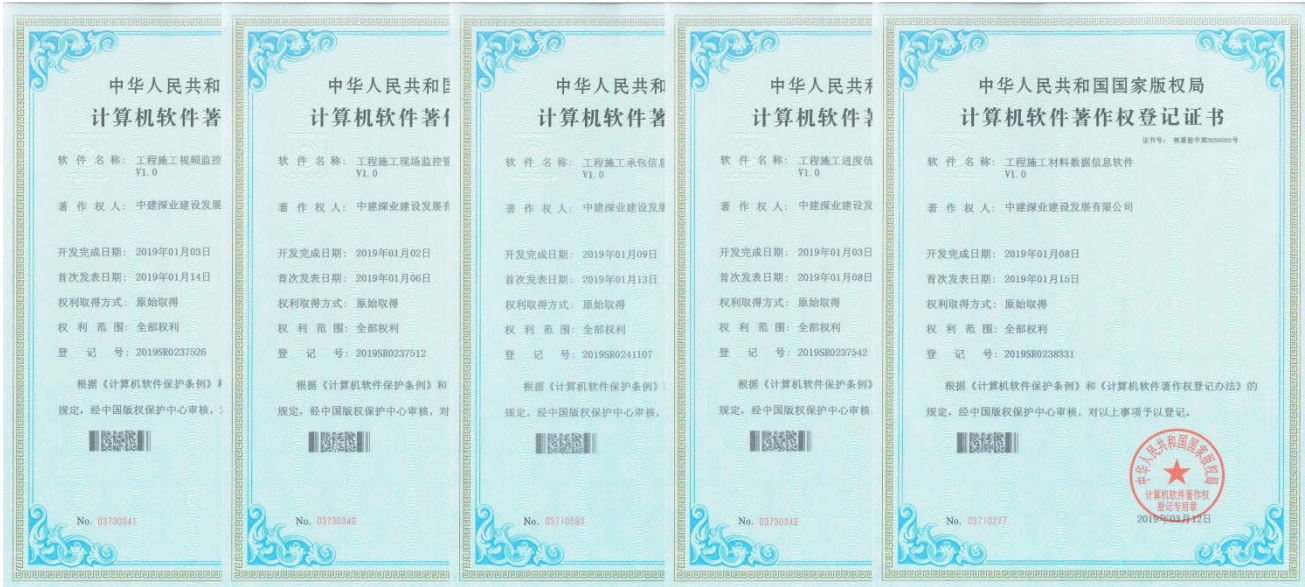 中华人民共和
计算机软件著
软件名称： 工程施工视频监控
V1.0
著作权人： 中建深业建设发展
开发完成日期： 2019年01月03日
首次发表日期： 2019年01月14日
权利取得方式： 原始取得
权利范围： 全部权利
登记号： 2019SR0237526
根据《计算机软件保护条例》
规定，经中国版权保护中心审核，
No. 03730341
中华人民共和
计算机软件著
软件名称： 工程施工现场监控
V1.0
著作权人： 中建深业建设发展
开发完成日期： 2019年01月02日
首次发表日期： 2019年01月06日
权利取得方式： 原始取得
权利范围： 全部权利
登记号： 2019SR0237512
根据《计算机软件保护条例》和
规定，经中国版权保护中心审核，对
No. 03730340
中华人民共和
计算机软件著
软件名称： 工程施工承包信息
V1.0
著作权人： 中建深业建设发展
开发完成日期： 2019年01月09日
首次发表日期： 2019年01月13日
权利取得方式： 原始取得
权利范围： 全部权利
登记号： 2019SR0241107
根据《计算机软件保护条例》
规定，经中国版权保护中心审核，
No. 03710593
中华人民共和
计算机软件著
软件名称： 工程施工进度信
V1.0
著作权人： 中建深业建设发
开发完成日期： 2019年01月03日
首次发表日期： 2019年01月08日
权利取得方式： 原始取得
权利范围： 全部权利
登记号： 2019SR0237542
根据《计算机软件保护条例》
规定，经中国版权保护中心审核
No. 03730342
中华人民共和国国家版权局
计算机软件著作权登记证书
证书号：
软件名称： 工程施工材料数据信息软件
V1.0
著作权人： 中建深业建设发展有限公司
开发完成日期： 2019年01月08日
首次发表日期： 2019年01月15日
权利取得方式： 原始取得
权利范围： 全部权利
登记号： 2019SR0238331
根据《计算机软件保护条例》和《计算机软件著作权登记办法》的
规定，经中国版权保护中心审核，对以上事项予以登记。
中华人民共和国国家版权局
计算机软件著作权
登记专用章
No. 03710277
2019年03月12日